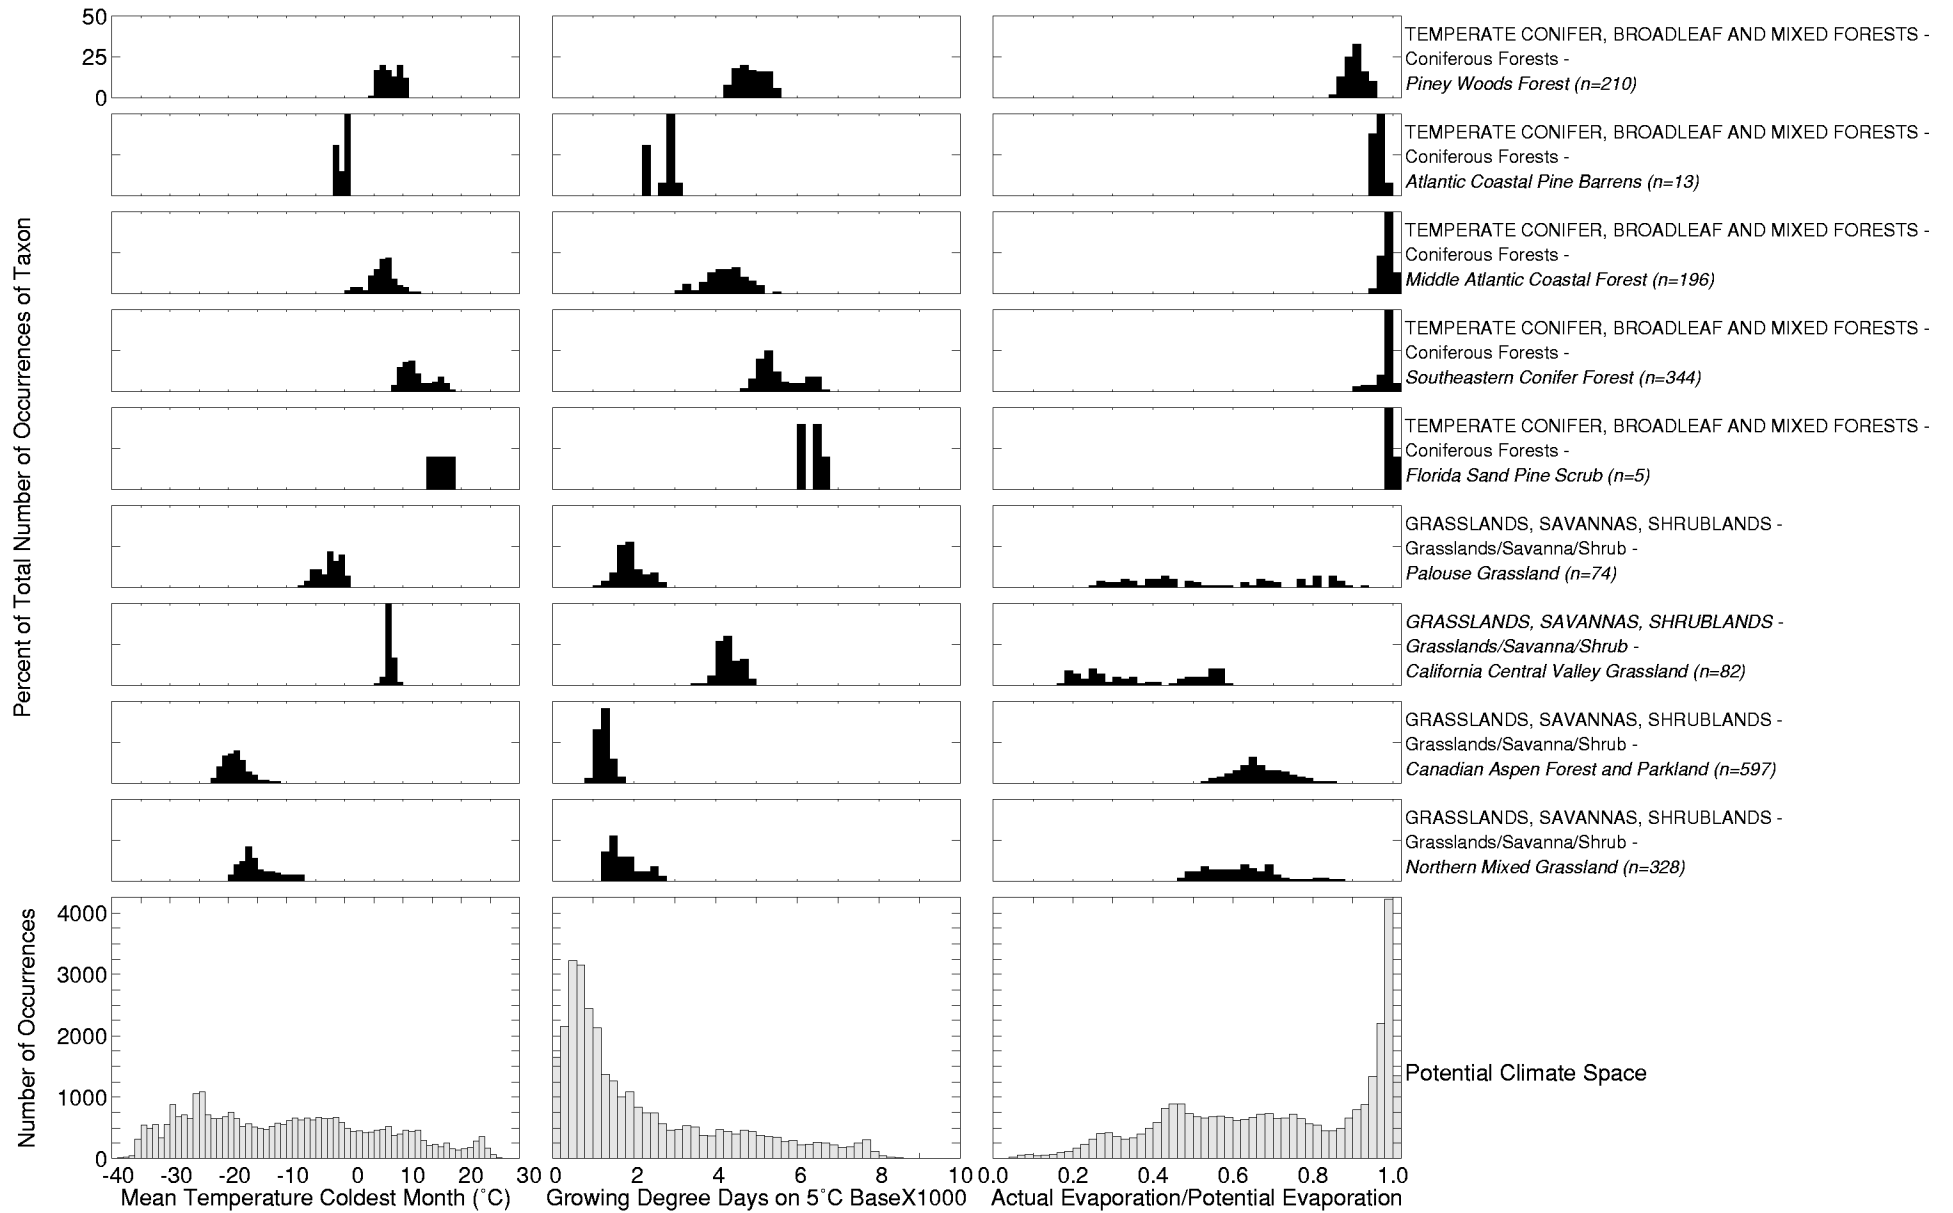 50
25
0
TEMPERATE CONIFER, BROADLEAF AND MIXED FORESTS -
Coniferous Forests -
Piney Woods Forest (n=210)
TEMPERATE CONIFER, BROADLEAF AND MIXED FORESTS -
Coniferous Forests -
Atlantic Coastal Pine Barrens (n=13)
TEMPERATE CONIFER, BROADLEAF AND MIXED FORESTS -
Coniferous Forests -
Middle Atlantic Coastal Forest (n=196)
TEMPERATE CONIFER, BROADLEAF AND MIXED FORESTS -
Coniferous Forests -
Southeastern Conifer Forest (n=344)
TEMPERATE CONIFER, BROADLEAF AND MIXED FORESTS -
Coniferous Forests -
Florida Sand Pine Scrub (n=5)
GRASSLANDS, SAVANNAS, SHRUBLANDS -
Grasslands/Savanna/Shrub -
Palouse Grassland (n=74)
GRASSLANDS, SAVANNAS, SHRUBLANDS -
Grasslands/Savanna/Shrub -
California Central Valley Grassland (n=82)
GRASSLANDS, SAVANNAS, SHRUBLANDS -
Grasslands/Savanna/Shrub -
Canadian Aspen Forest and Parkland (n=597)
GRASSLANDS, SAVANNAS, SHRUBLANDS -
Grasslands/Savanna/Shrub -
Northern Mixed Grassland (n=328)
Percent of Total Number of Occurrences of Taxon
Number of Occurrences
4000
3000
2000
1000
0
Potential Climate Space
-40 -30 -20 -10 0 10 20 30
Mean Temperature Coldest Month (˚C)
0 2 4 6 8 10
Growing Degree Days on 5˚C BaseX1000
0.0 0.2 0.4 0.6 0.8 1.0
Actual Evaporation/Potential Evaporation